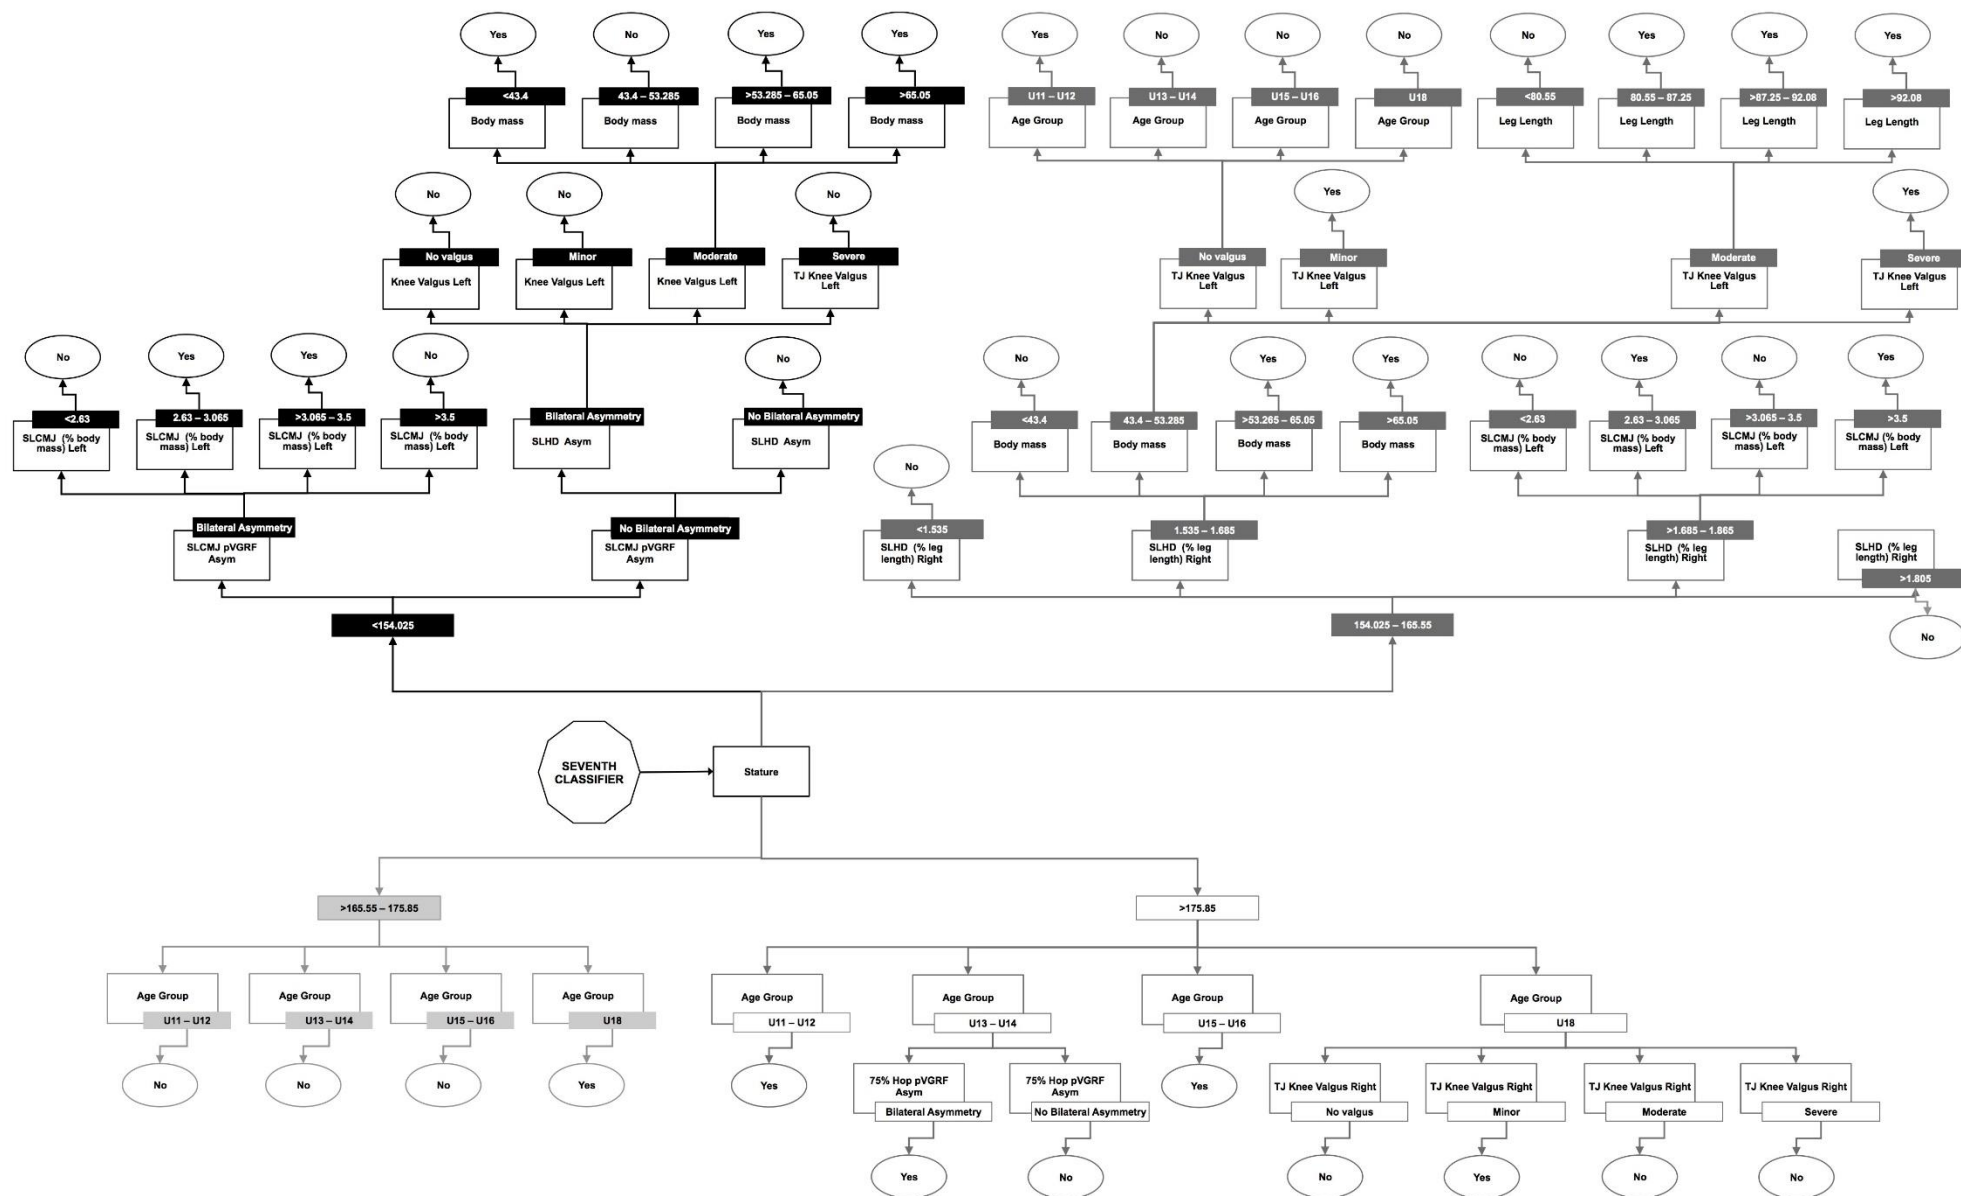 Yes
No
Yes
Yes
Yes
No
No
No
No
Yes
Yes
Yes
<43.4
43.4 – 53.285
>53.285 – 65.05
>65.05
U11 – U12
U13 – U14
U15 – U16
U18
<80.55
80.55 – 87.25
>87.25 – 92.08
>92.08
Body mass
Body mass
Body mass
Body mass
Age Group
Age Group
Age Group
Age Group
Leg Length
Leg Length
Leg Length
Leg Length
No
No
No
Yes
Yes
No valgus
Minor
Moderate
Severe
No valgus
Minor
Moderate
Severe
Knee Valgus Left
Knee Valgus Left
Knee Valgus Left
TJ Knee Valgus
Left
TJ Knee Valgus
Left
TJ Knee Valgus
Left
TJ Knee Valgus
Left
TJ Knee Valgus
Left
No
Yes
Yes
No
No
No
Yes
Yes
No
Yes
No
Yes
<2.63
2.63 – 3.065
>3.065 – 3.5
>3.5
Bilateral Asymmetry
No Bilateral Asymmetry
<43.4
43.4 – 53.285
>53.265 – 65.05
>65.05
<2.63
2.63 – 3.065
>3.065 – 3.5
>3.5
SLCMJ (% body
mass) Left
SLCMJ (% body
mass) Left
SLCMJ (% body
mass) Left
SLCMJ (% body
mass) Left
SLHD Asym
SLHD Asym
Body mass
Body mass
Body mass
Body mass
SLCMJ (% body
mass) Left
SLCMJ (% body
mass) Left
SLCMJ (% body
mass) Left
SLCMJ (% body
mass) Left
No
Bilateral Asymmetry
No Bilateral Asymmetry
<1.535
1.535 – 1.685
>1.685 – 1.865
SLCMJ pVGRF
Asym
SLCMJ pVGRF
Asym
SLHD (% leg
length) Right
SLHD (% leg
length) Right
SLHD (% leg
length) Right
SLHD (% leg
length) Right
>1.805
No
<154.025
154.025 – 165.55
SEVENTH
CLASSIFIER
Stature
>165.55 – 175.85
>175.85
Age Group
Age Group
Age Group
Age Group
Age Group
Age Group
Age Group
Age Group
U11 – U12
U13 – U14
U15 – U16
U18
U11 – U12
U13 – U14
U15 – U16
U18
No
No
No
Yes
Yes
Yes
75% Hop pVGRF
Asym
75% Hop pVGRF
Asym
TJ Knee Valgus Right
TJ Knee Valgus Right
TJ Knee Valgus Right
TJ Knee Valgus Right
Bilateral Asymmetry
No Bilateral Asymmetry
No valgus
Minor
Moderate
Severe
Yes
No
No
Yes
No
No